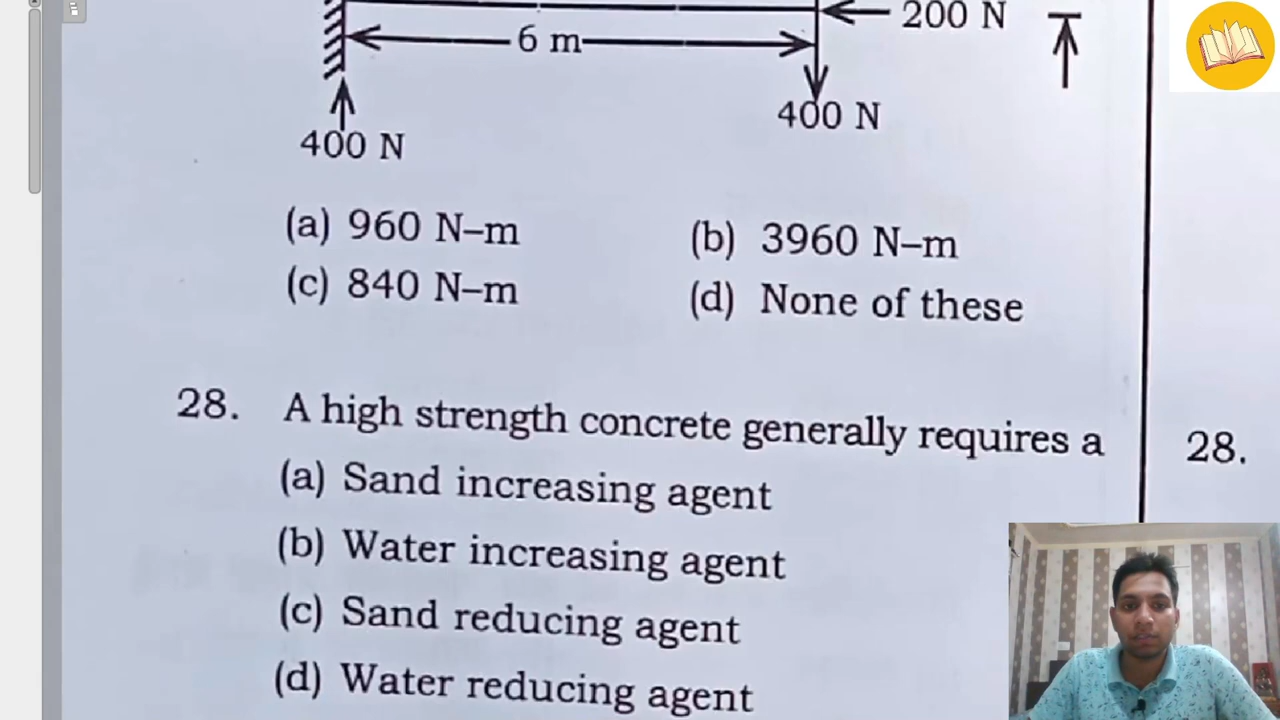 200 N
6 m
400 N
400 N
(a) 960 N–m
(b) 3960 N–m
(c) 840 N–m
(d) None of these
28. A high strength concrete generally requires a
28.
(a) Sand increasing agent
(b) Water increasing agent
(c) Sand reducing agent
(d) Water reducing agent